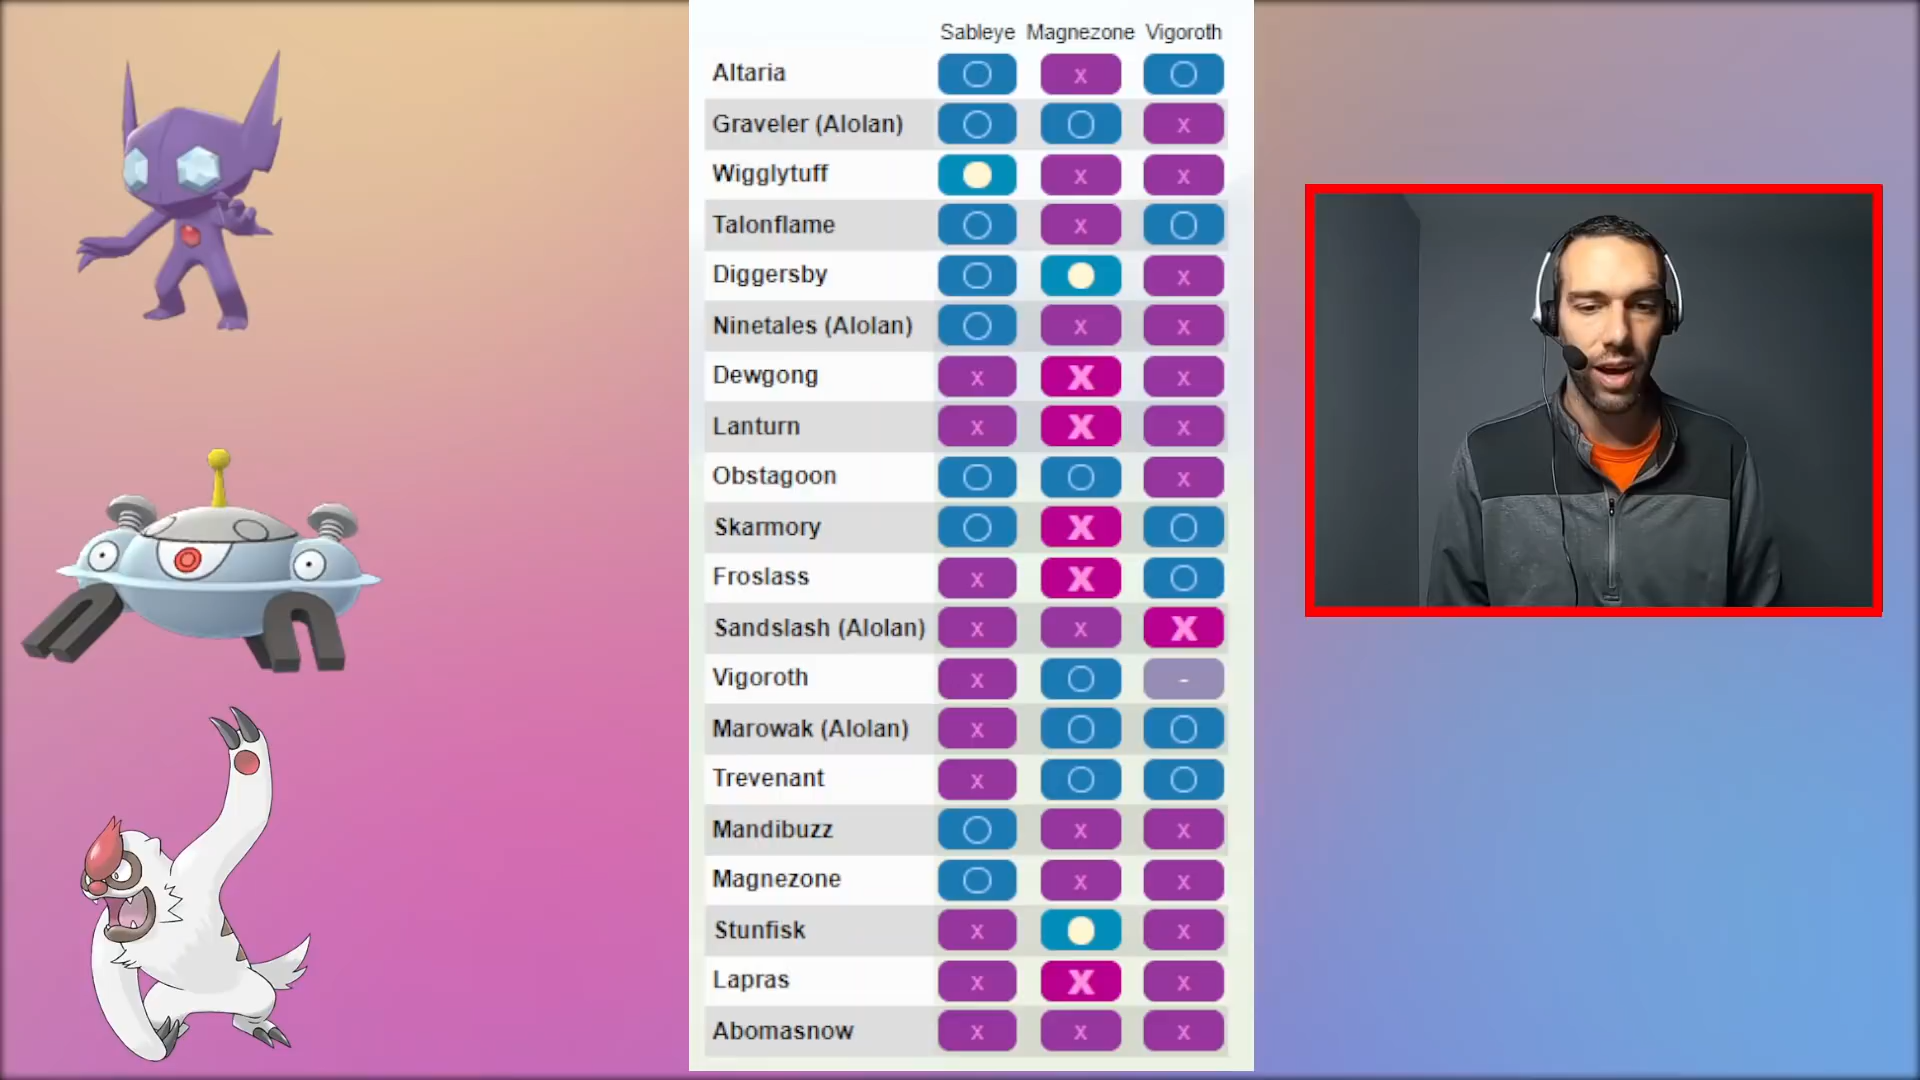 Sableye Magnezone Vigoroth
Altaria x
Graveler (Alolan) x
Wigglytuff x x
Talonflame x
Diggersby x
Ninetales (Alolan) x x
Dewgong x X x
Lanturn x X x
Obstagoon x
Skarmory X
Froslass x X
Sandslash (Alolan) x x X
Vigoroth x -
Marowak (Alolan) x
Trevenant x
Mandibuzz x x
Magnezone x x
Stunfisk x x
Lapras x X x
Abomasnow x x x